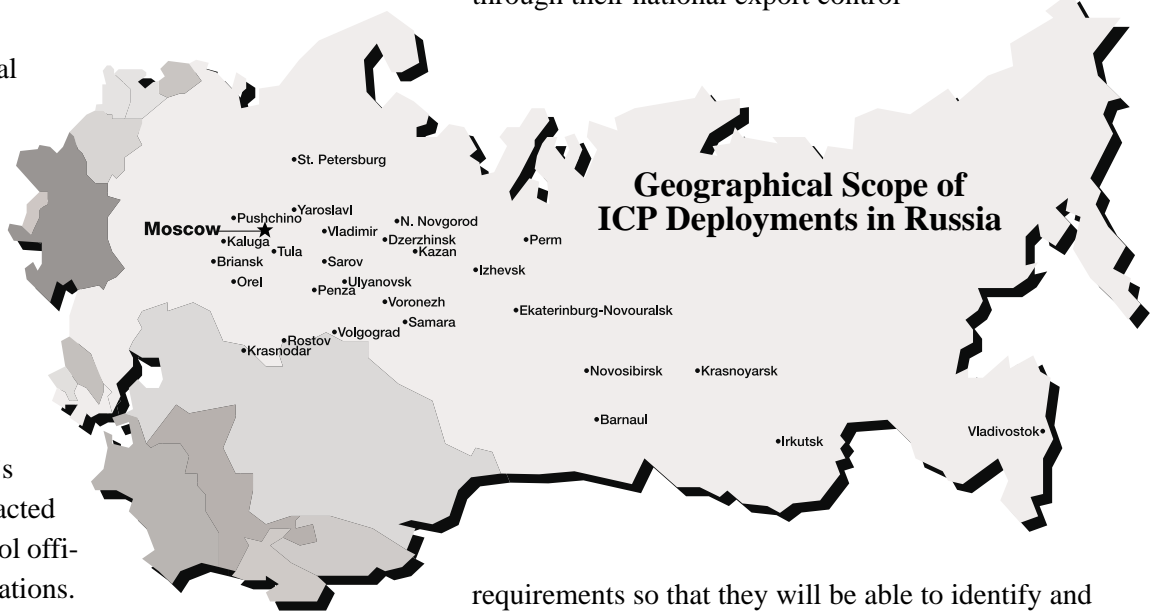 through their national export control
al
Geographical Scope of
ICP Deployments in Russia
•St. Petersburg
•Yaroslavl
•Pushchino
•N. Novgorod
Moscow
•Vladimir
•Dzerzhinsk
•Perm
•Kaluga
•Tula
•Kazan
•Briansk
•Sarov
•Izhevsk
•Orel
•Ulyanovsk
•Penza
•Voronezh
•Ekaterinburg-Novouralsk
•Samara
•Volgograd
•Rostov
•Krasnodar
•Novosibirsk
•Krasnoyarsk
•Barnaul
Vladivostok•
•Irkutsk
s
acted
ol offi-
ations.
requirements so that they will be able to identify and